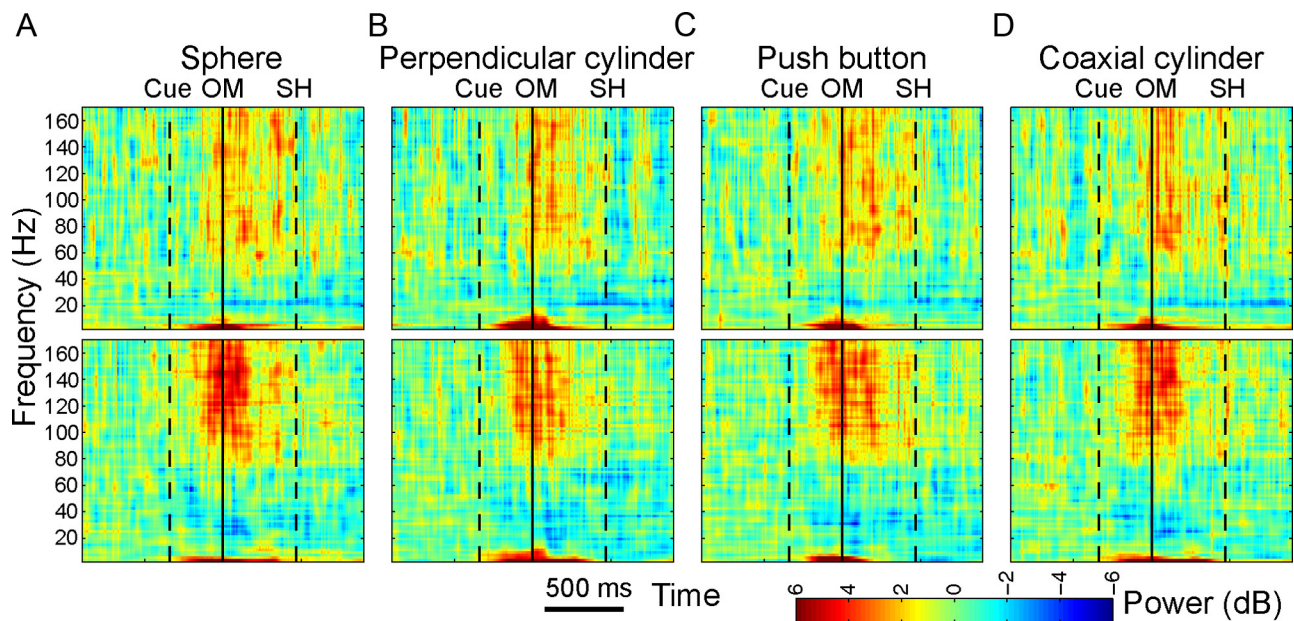 A B C D
Sphere Perpendicular cylinder Push button Coaxial cylinder
Cue OM SH Cue OM SH Cue OM SH Cue OM SH
160
140
120
100
80
60
40
20
160
140
120
100
80
60
40
20
Frequency (Hz)
500 ms Time
6 4 2 0 -2 -4 -6
Power (dB)